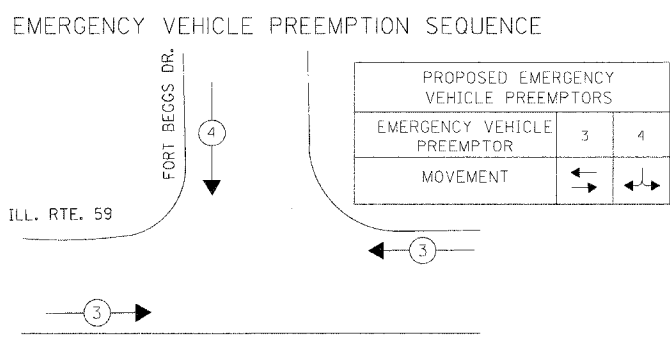 EMERGENCY VEHICLE PREEMPTION SEQUENCE
FORT BEGGS DR.
4
ILL. RTE. 59
3
3
PROPOSED EMERGENCY
VEHICLE PREEMPTORS
EMERGENCY VEHICLE
PREEMPTOR
3
4
MOVEMENT